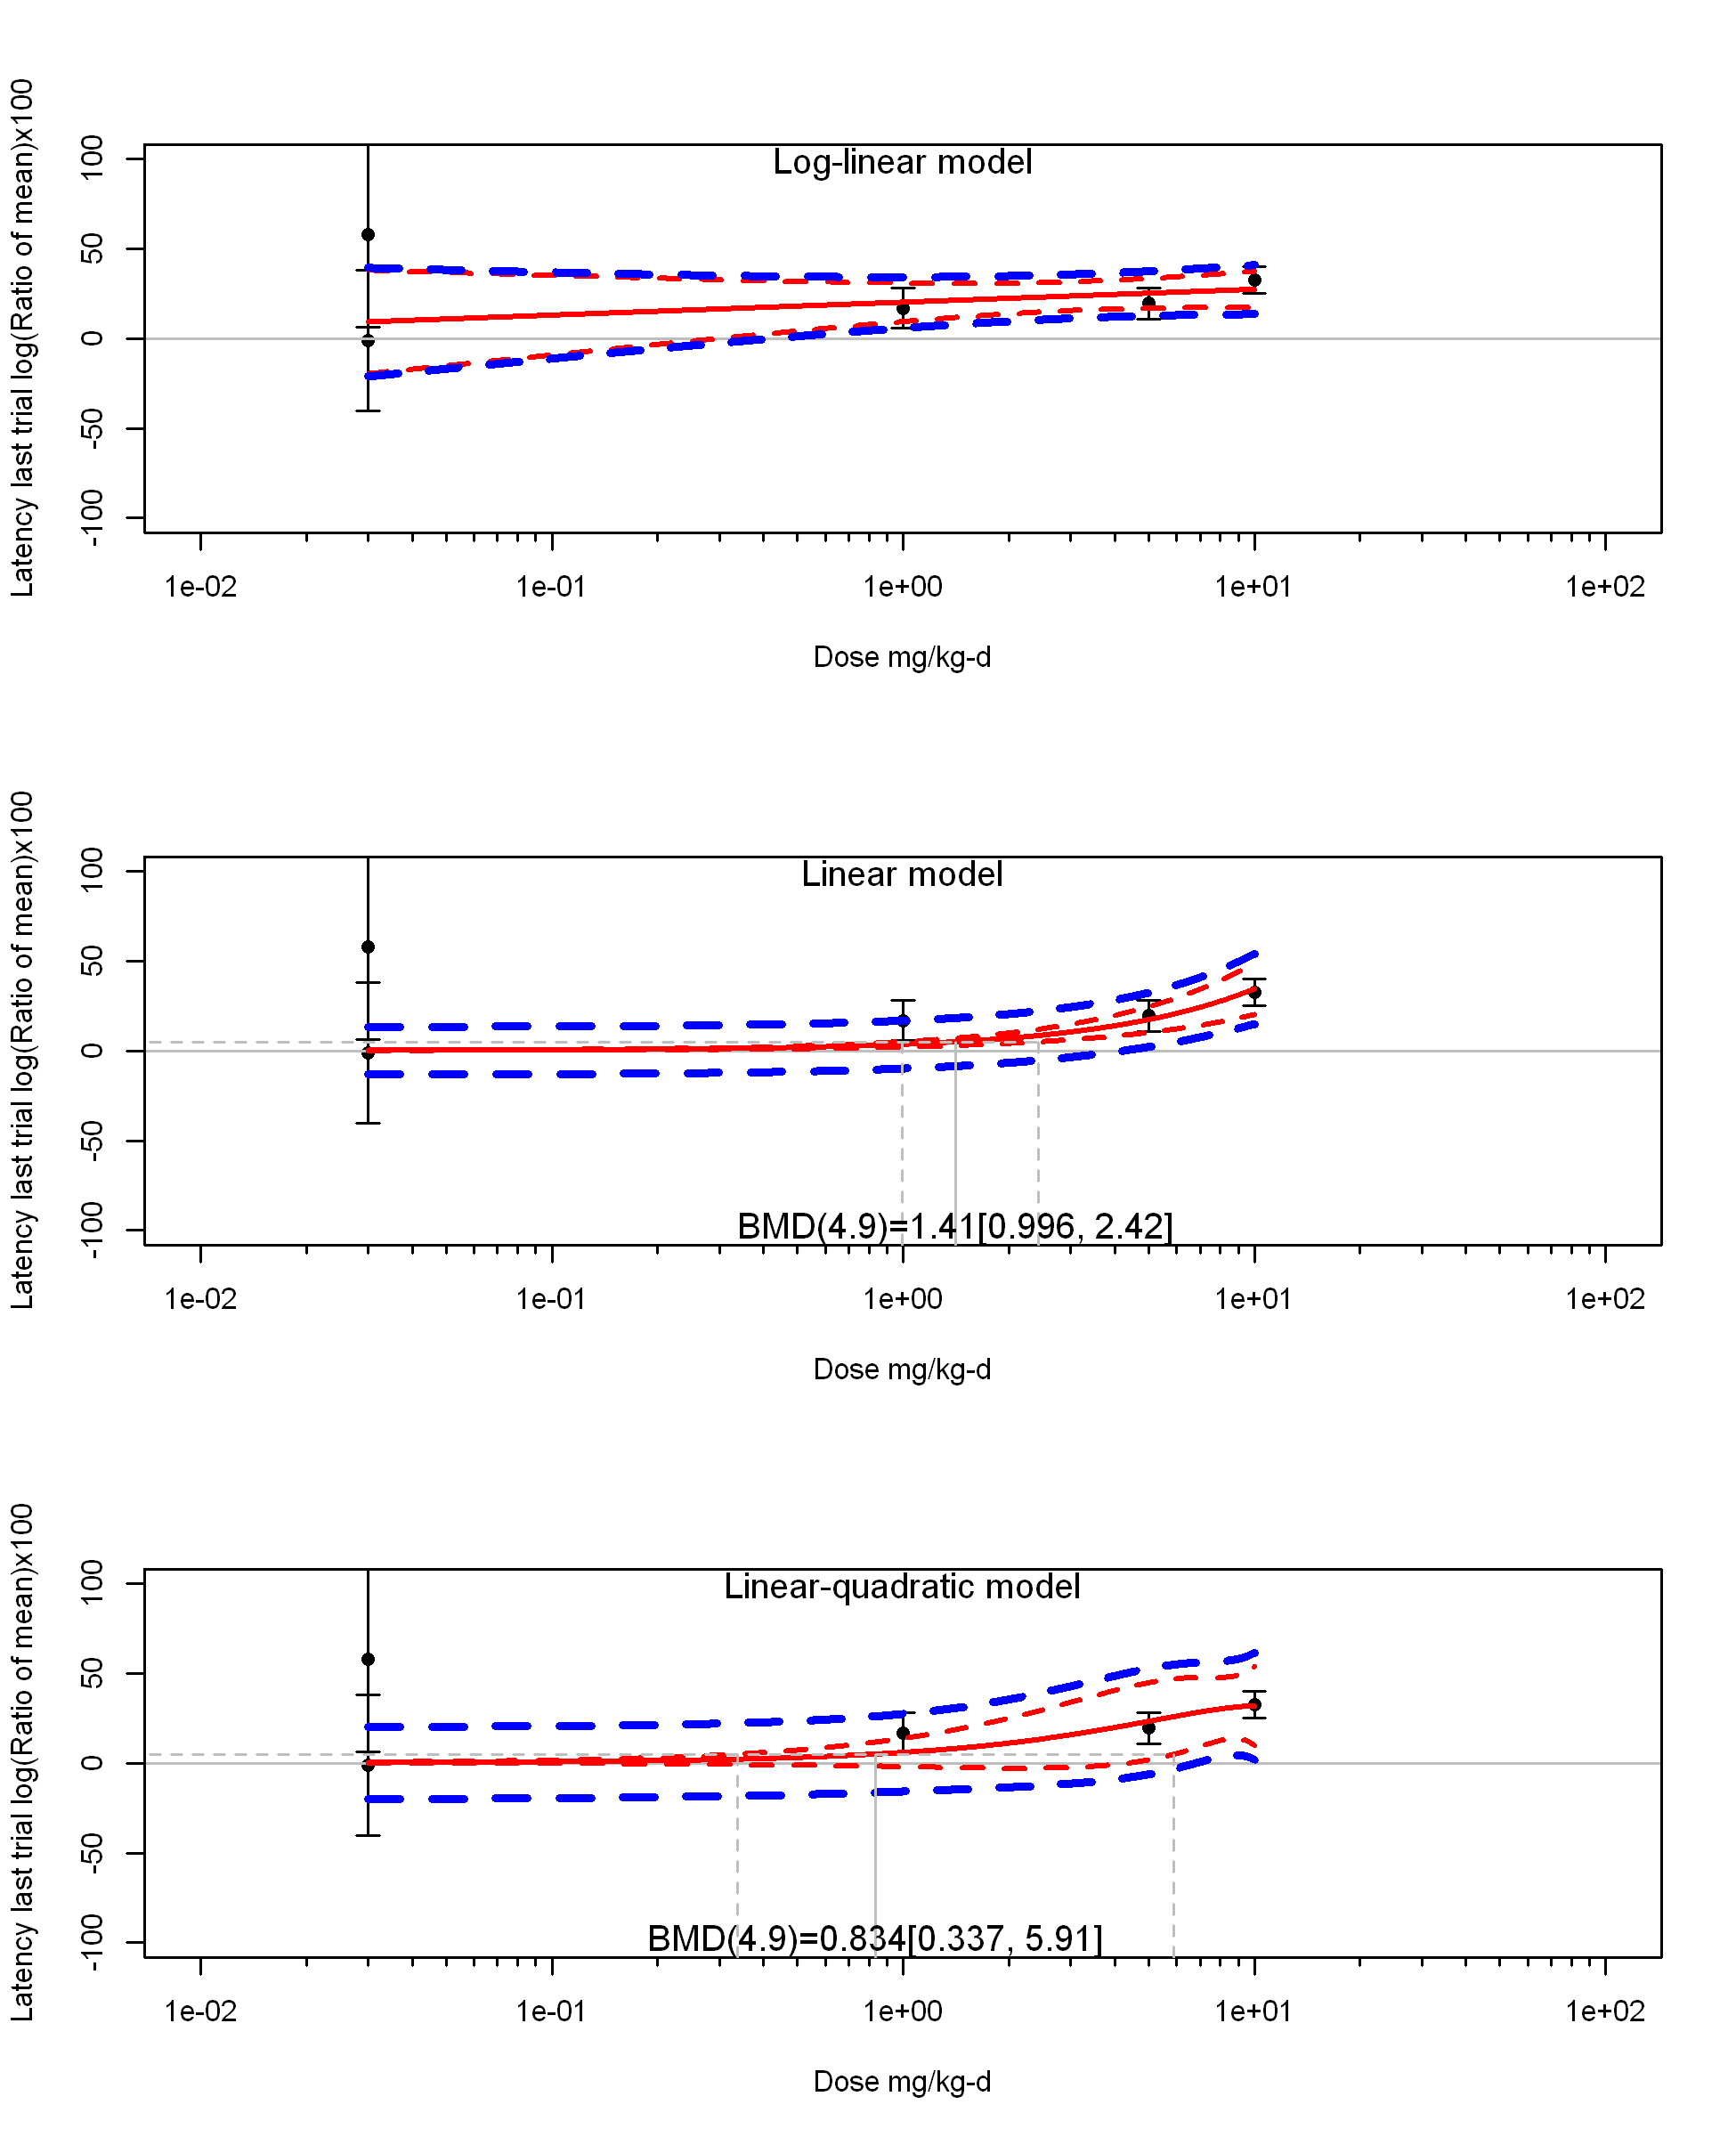 Latency last trial log(Ratio of mean)x100
Log-linear model
100
50
0
-50
-100
1e-02 1e-01 1e+00 1e+01 1e+02
Dose mg/kg-d
Latency last trial log(Ratio of mean)x100
Linear model
100
50
0
-50
-100
BMD(4.9)=1.41[0.996, 2.42]
1e-02 1e-01 1e+00 1e+01 1e+02
Dose mg/kg-d
Latency last trial log(Ratio of mean)x100
Linear-quadratic model
100
50
0
-50
-100
BMD(4.9)=0.834[0.337, 5.91]
1e-02 1e-01 1e+00 1e+01 1e+02
Dose mg/kg-d